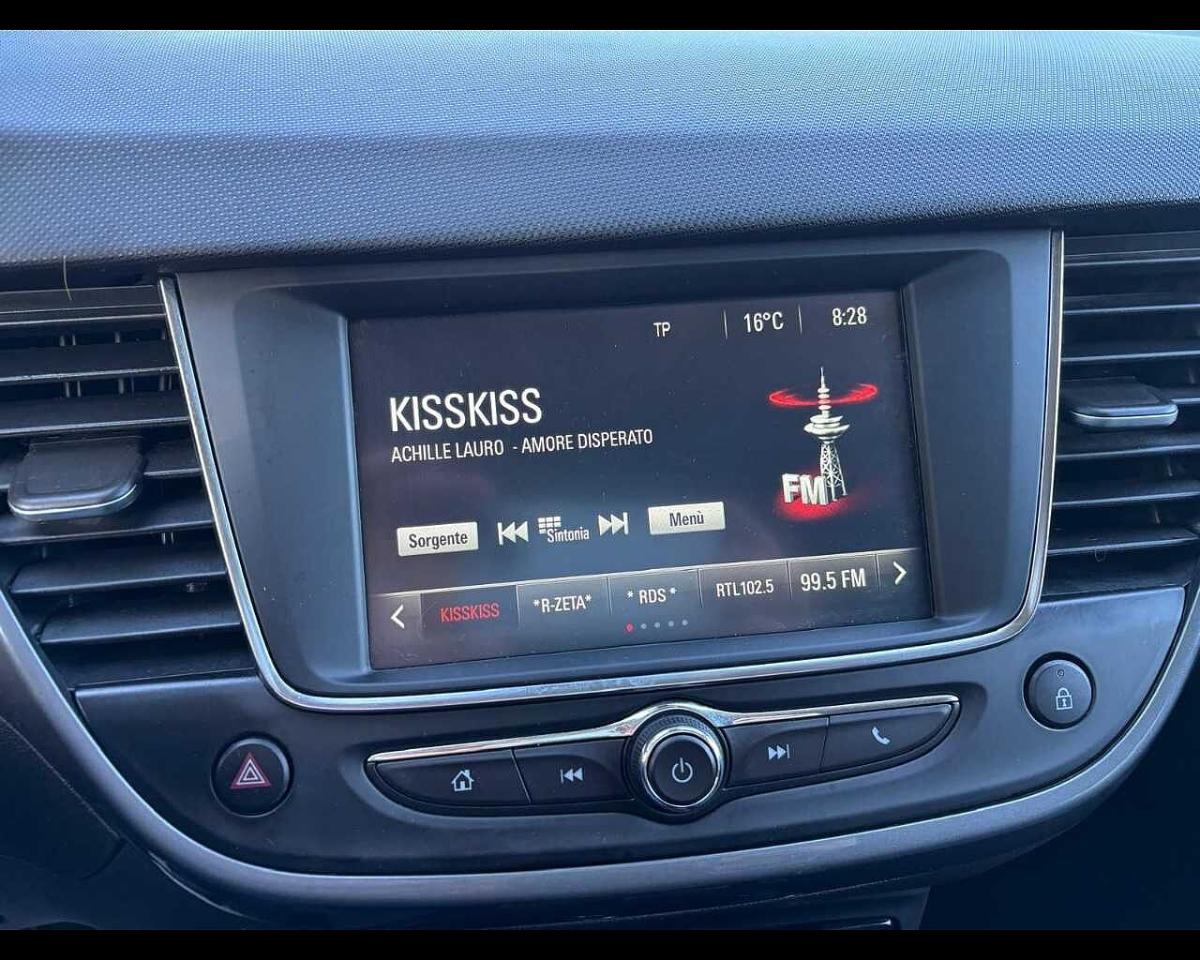 TP 16°C 8:28
KISSKISS
ACHILLE LAURO - AMORE DISPERATO
FM
Sorgente Sintonia Menù
KISSKISS *R-ZETA* * RDS * RTL102.5 99.5 FM